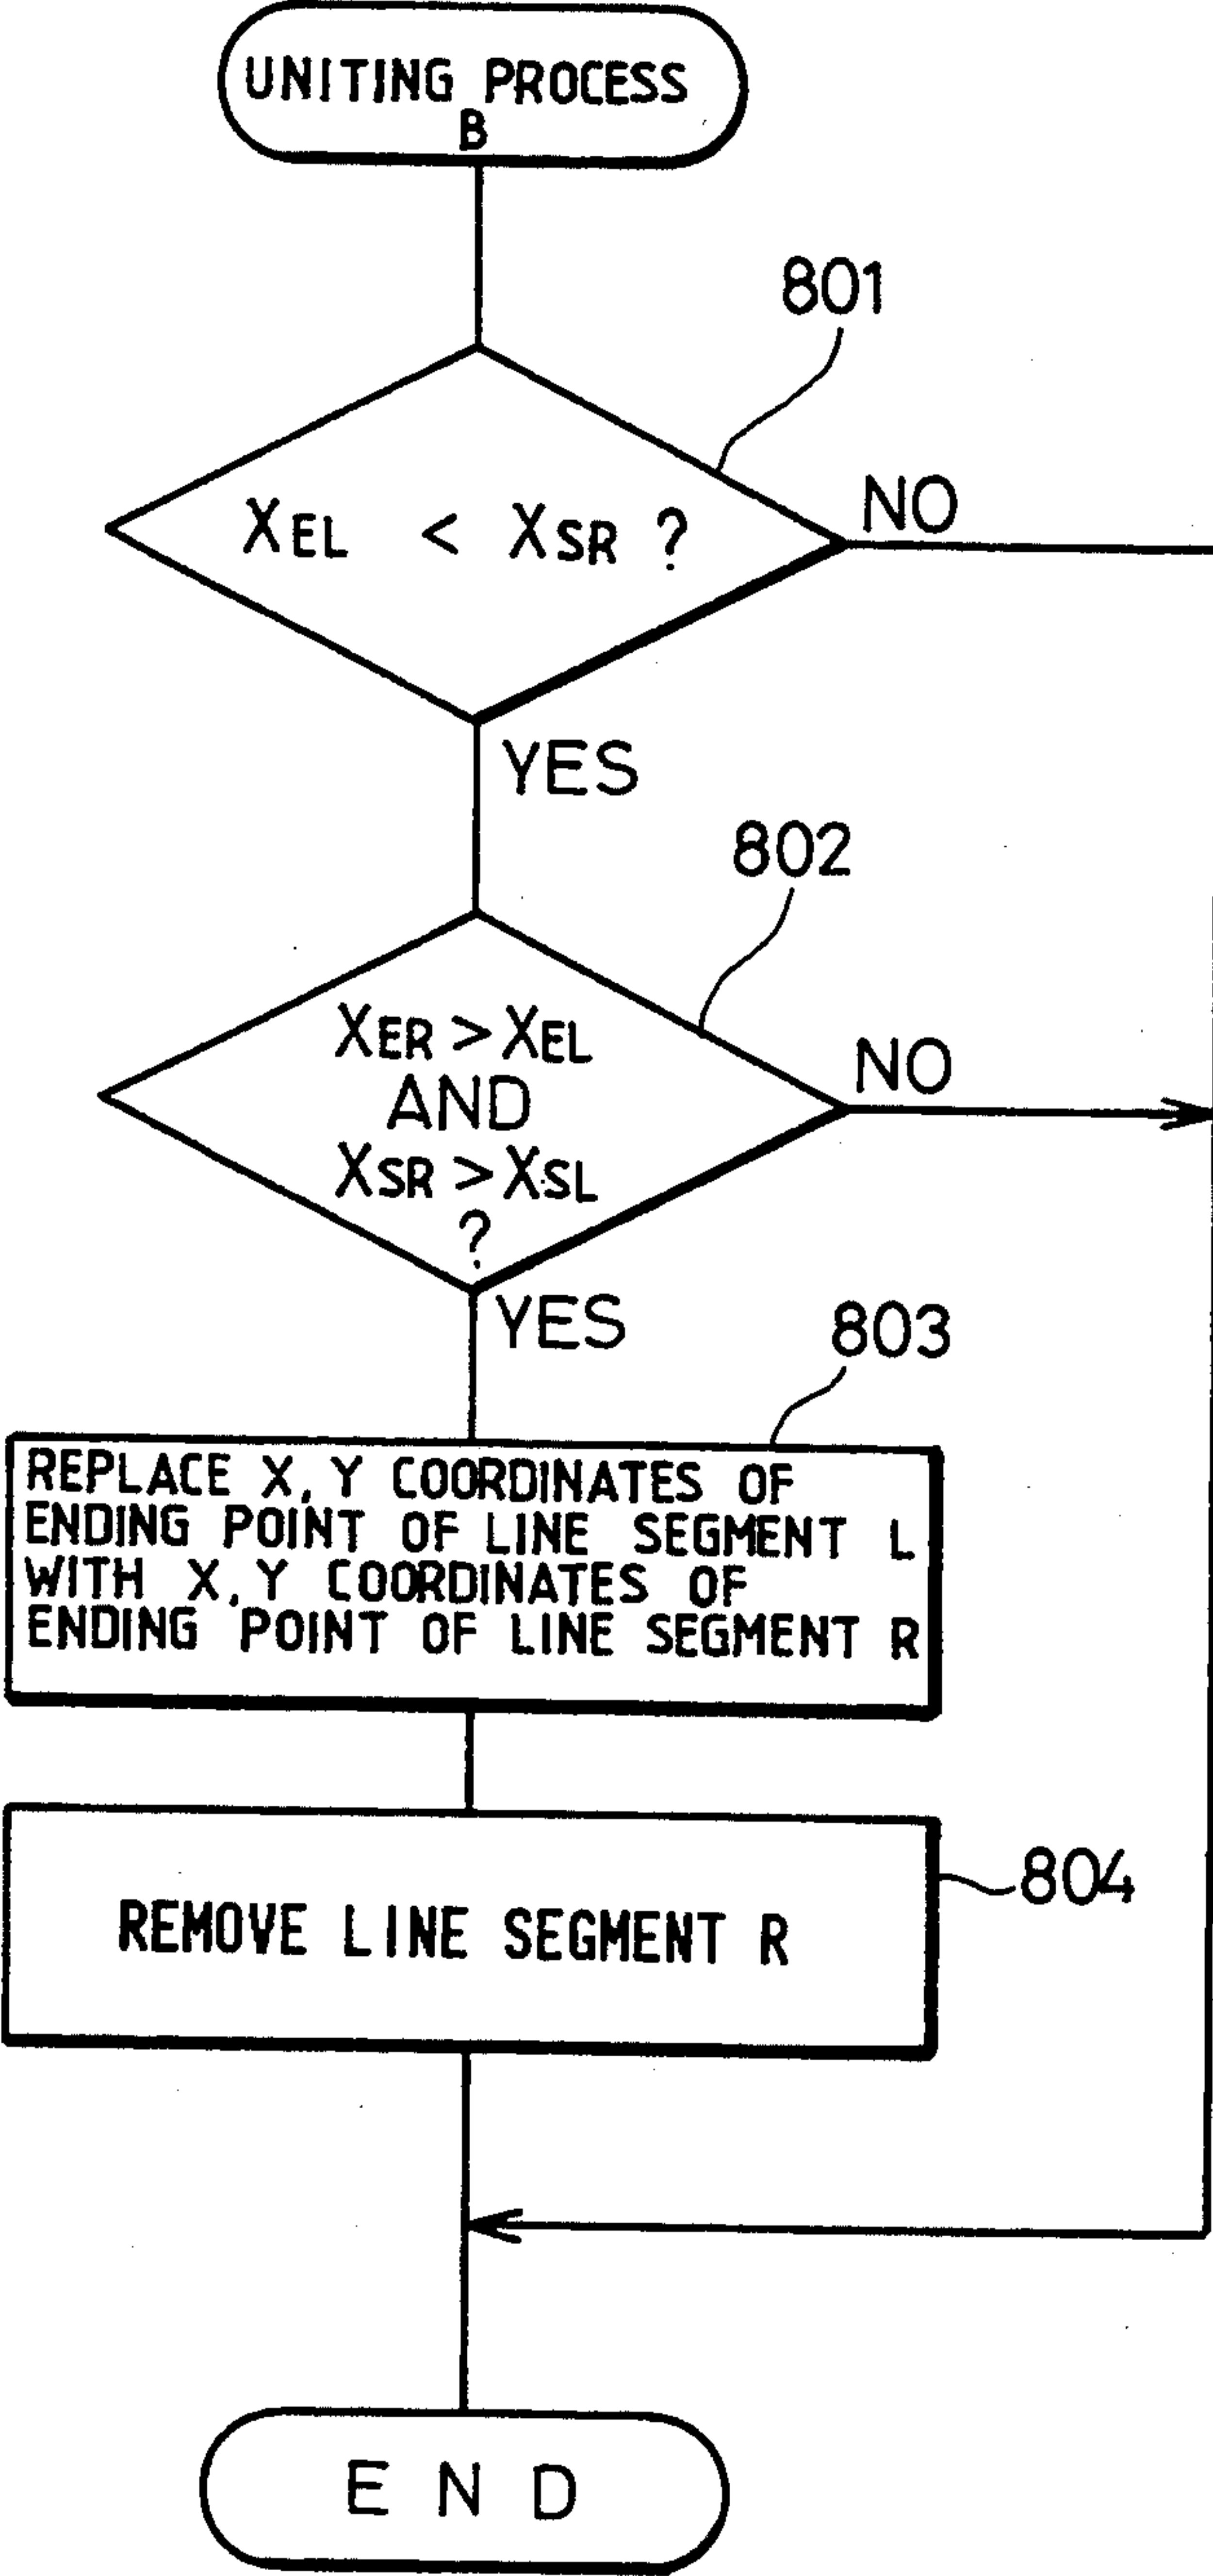 UNITING PROCESS
B
801
XEL < XSR ?
NO
YES
802
XER > XEL
AND
XSR > XSL
?
NO
YES
803
REPLACE X, Y COORDINATES OF
ENDING POINT OF LINE SEGMENT L
WITH X, Y COORDINATES OF
ENDING POINT OF LINE SEGMENT R
REMOVE LINE SEGMENT R
804
END